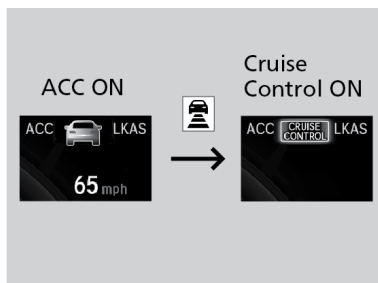 ACC ON
ACC LKAS
65 mph
Cruise
Control ON
ACC CRUISE CONTROL LKAS